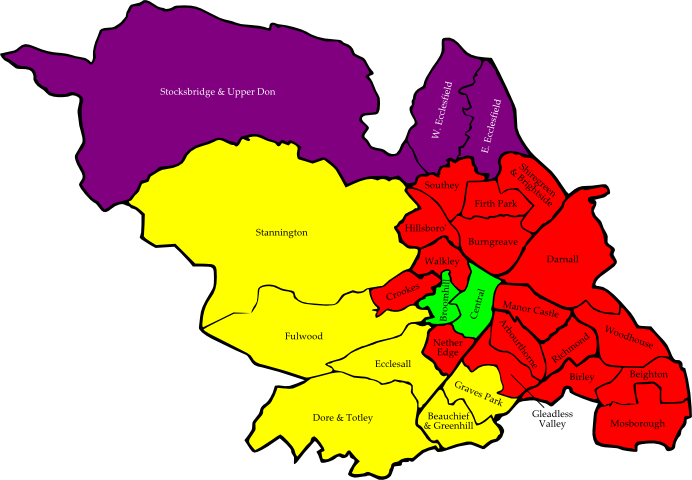 Stocksbridge & Upper Don
W. Ecclesfield
E. Ecclesfield
Shiregreen
& Brightside
Southey
Firth Park
Hillsboro
Burngreave
Stannington
Walkley
Darnall
Crookes
Broomhill
Central
Manor Castle
Fulwood
Nether
Edge
Arbourthorne
Richmond
Woodhouse
Ecclesall
Birley
Beighton
Graves Park
Gleadless
Valley
Dore & Totley
Beauchief
& Greenhill
Mosborough